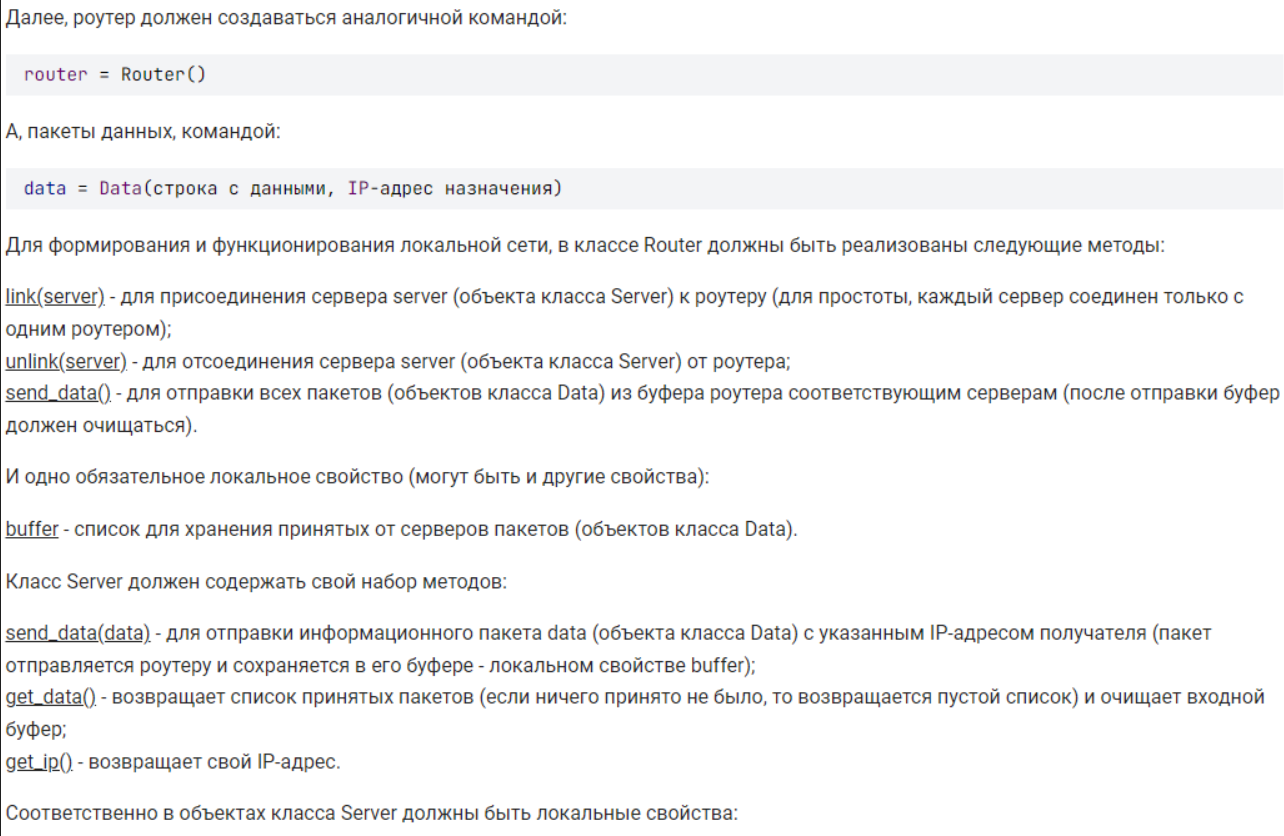 Далее, роутер должен создаваться аналогичной командой:
router = Router()
А, пакеты данных, командой:
data = Data(строка с данными, IP-адрес назначения)
Для формирования и функционирования локальной сети, в классе Router должны быть реализованы следующие методы:
link(server) - для присоединения сервера server (объекта класса Server) к роутеру (для простоты, каждый сервер соединен только с
одним роутером);
unlink(server) - для отсоединения сервера server (объекта класса Server) от роутера;
send_data() - для отправки всех пакетов (объектов класса Data) из буфера роутера соответствующим серверам (после отправки буфер
должен очищаться).
И одно обязательное локальное свойство (могут быть и другие свойства):
buffer - список для хранения принятых от серверов пакетов (объектов класса Data).
Класс Server должен содержать свой набор методов:
send_data(data) - для отправки информационного пакета data (объекта класса Data) с указанным IP-адресом получателя (пакет
отправляется роутеру и сохраняется в его буфере - локальном свойстве buffer);
get_data() - возвращает список принятых пакетов (если ничего принято не было, то возвращается пустой список) и очищает входной
буфер;
get_ip() - возвращает свой IP-адрес.
Соответственно в объектах класса Server должны быть локальные свойства: